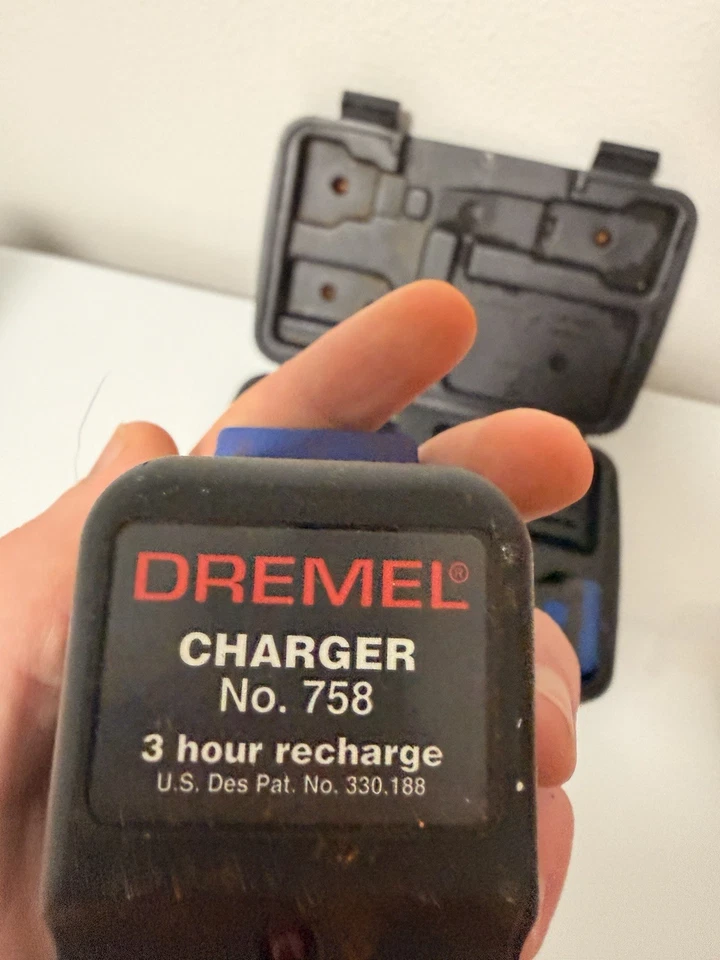 DREMEL®
CHARGER
No. 758
3 hour recharge
U.S. Des Pat. No. 330.188